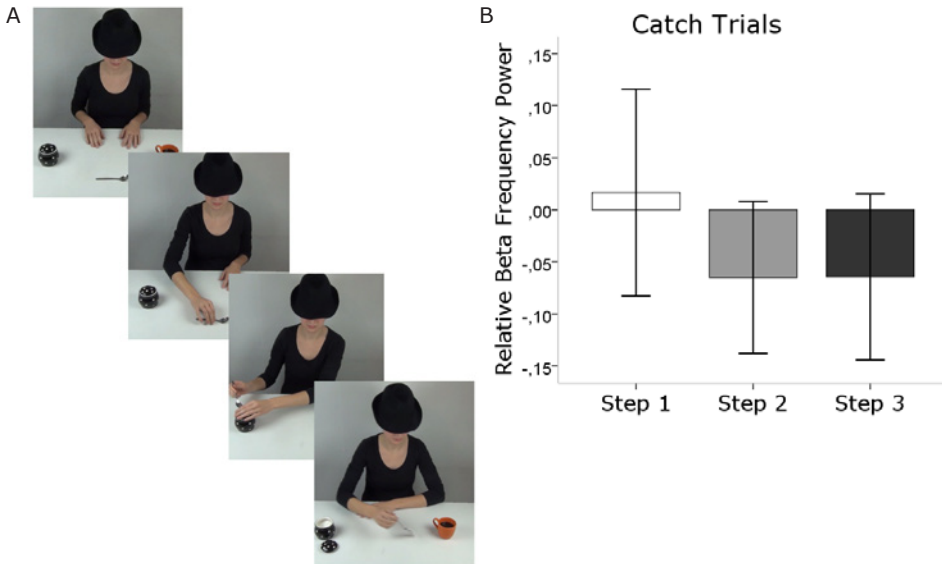 A
B
Catch Trials
Relative Beta Frequency Power
,15
,10
,05
,00
-,05
-,10
-,15
Step 1 Step 2 Step 3